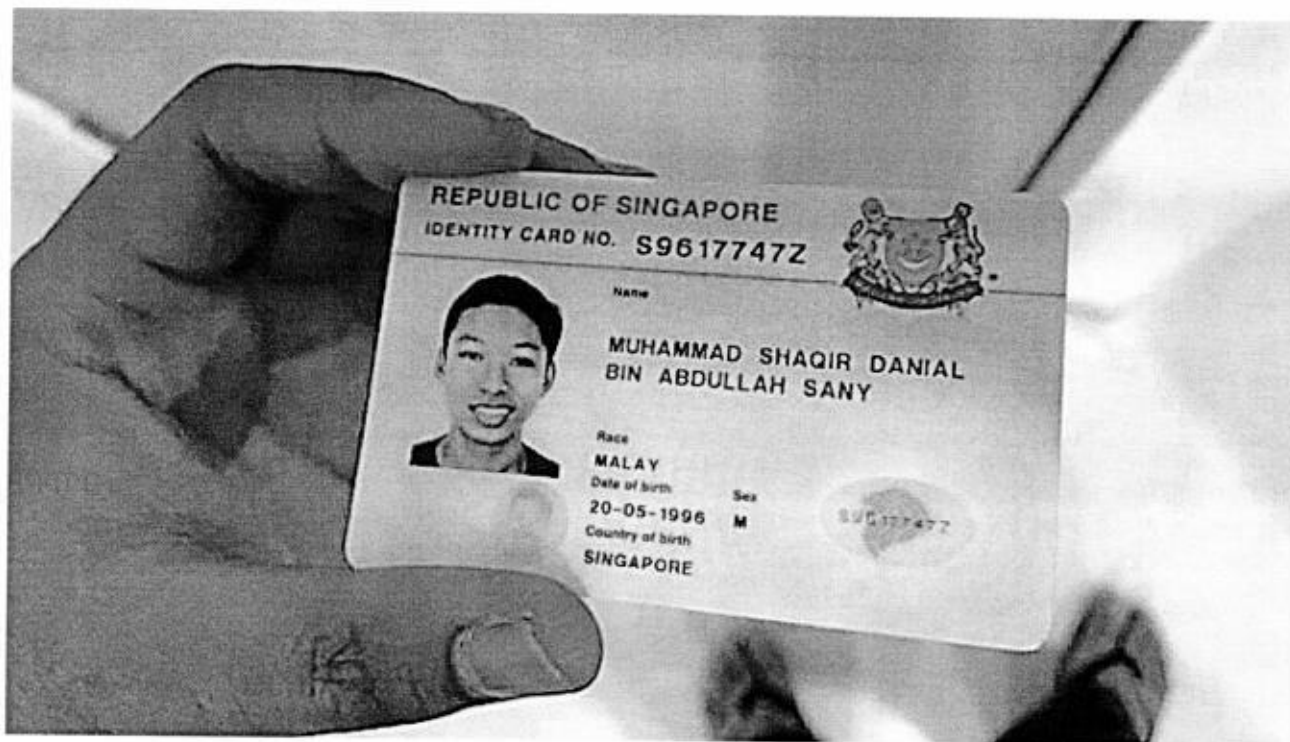 REPUBLIC OF SINGAPORE
IDENTITY CARD NO. S9617747Z
Name
MUHAMMAD SHAQIR DANIAL
BIN ABDULLAH SANY
Race
MALAY
Date of birth Sex
20-05-1996 M
Country of birth
SINGAPORE
S9617747Z